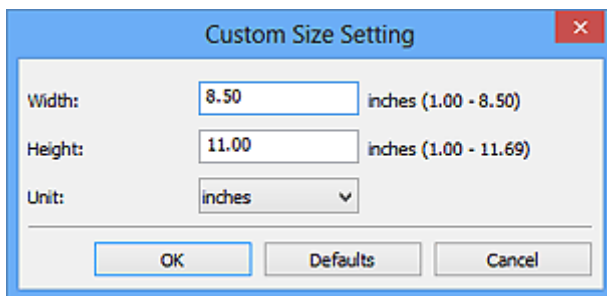 Custom Size Setting
Width: 8.50 inches (1.00 - 8.50)
Height: 11.00 inches (1.00 - 11.69)
Unit: inches
OK Defaults Cancel